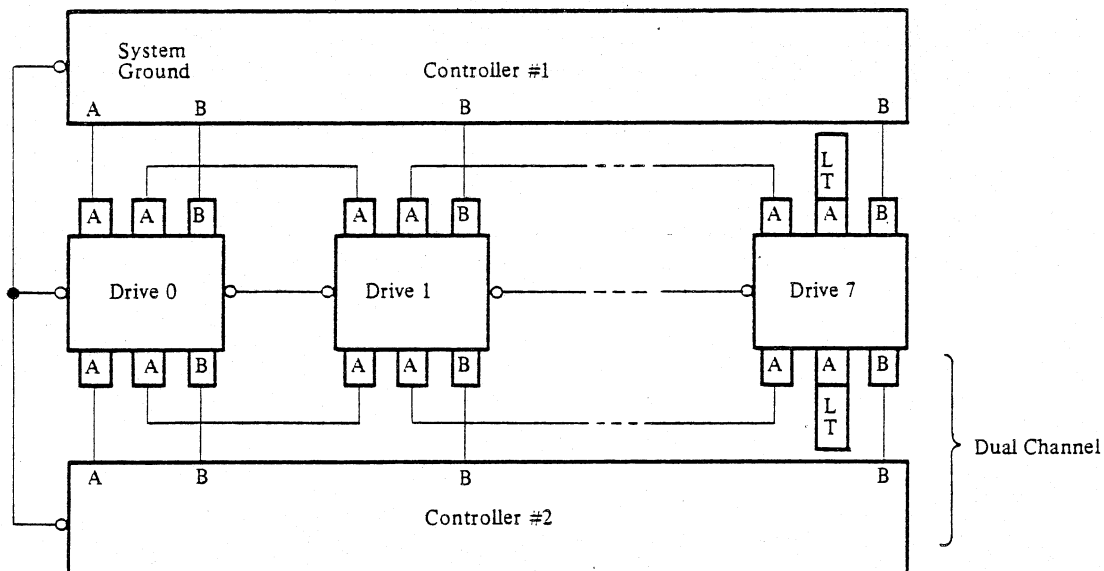 System
Ground
Controller #1
A B B B
L
T
A A B A A B A A B
Drive 0 Drive 1 Drive 7
A A B A A B A A B
L
T
Dual Channel
A B B B
Controller #2